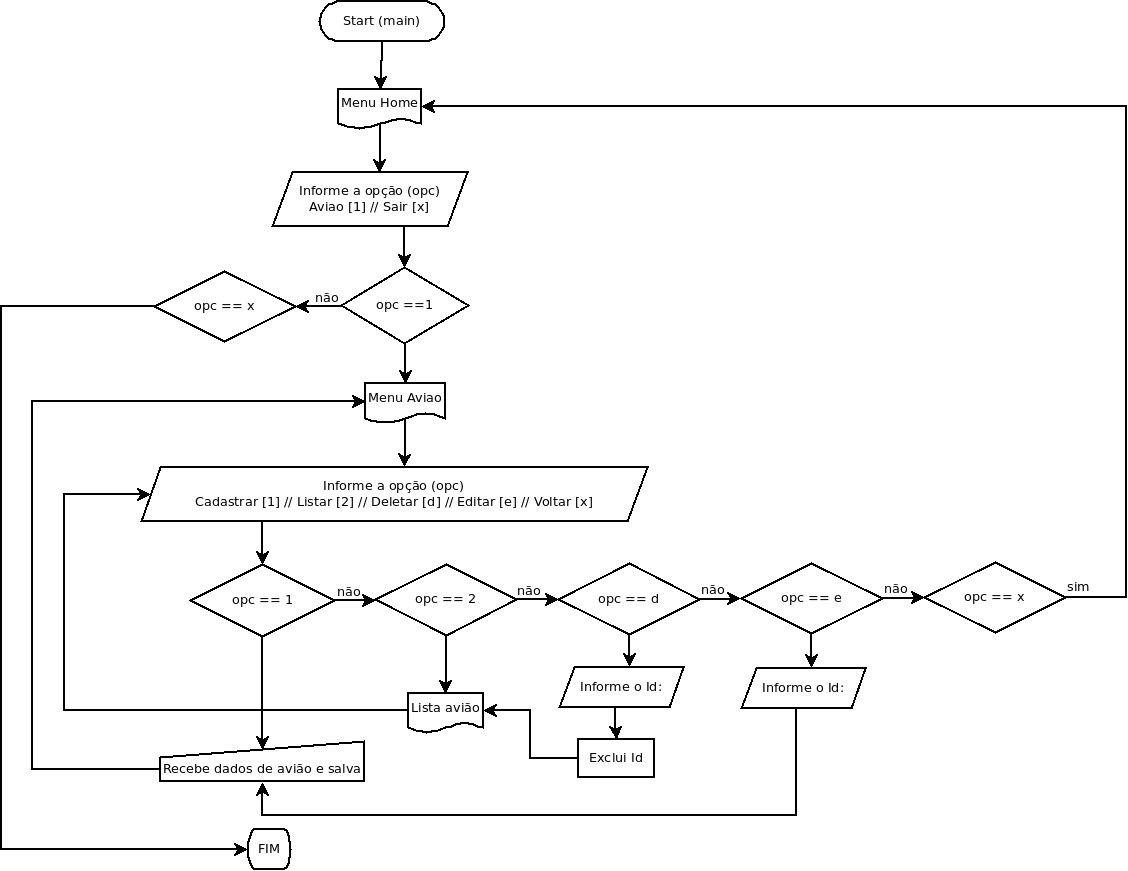 Start (main)
Menu Home
Informe a opção (opc)
Aviao [1] // Sair [x]
opc == x
não
opc ==1
Menu Aviao
Informe a opção (opc)
Cadastrar [1] // Listar [2] // Deletar [d] // Editar [e] // Voltar [x]
opc == 1
não
opc == 2
não
opc == d
não
opc == e
não
opc == x
sim
Informe o Id:
Informe o Id:
Lista avião
Exclui Id
Recebe dados de avião e salva
FIM